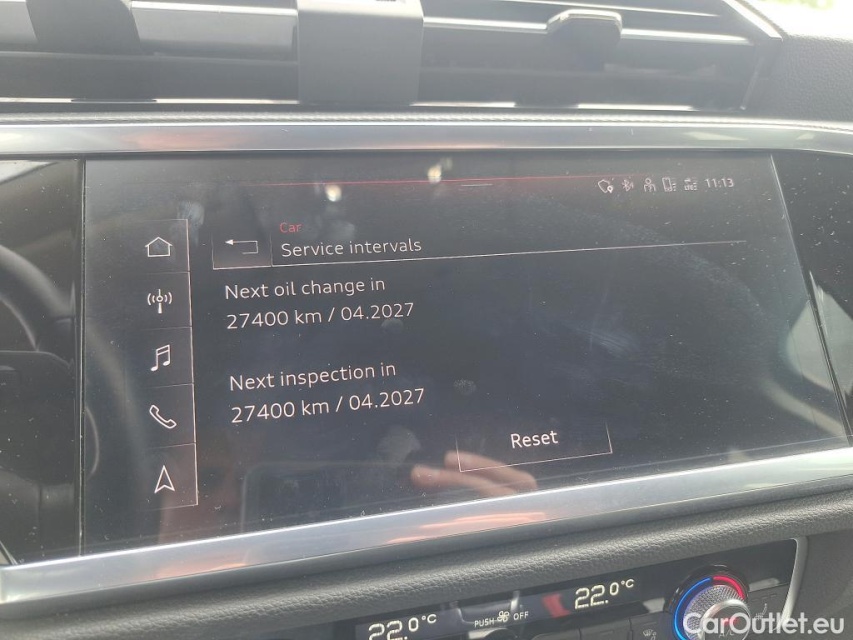 11:13
Car
Service intervals
Next oil change in
27400 km / 04.2027
Next inspection in
27400 km / 04.2027
Reset
22.0°C
PUSH OFF
22.0°C
CarOutlet.eu